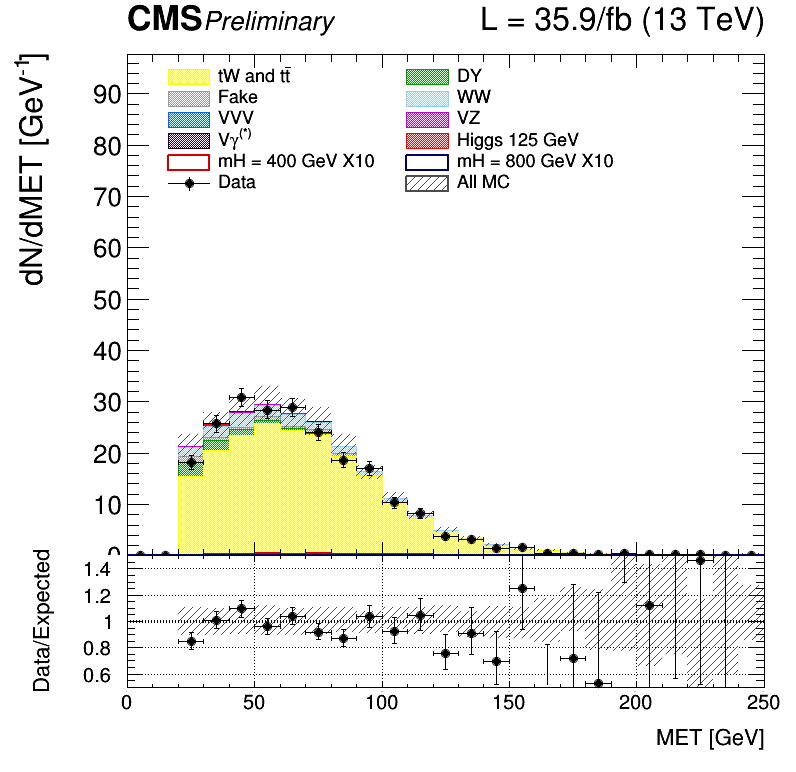 CMS Preliminary L = 35.9/fb (13 TeV)
dN/dMET [GeV⁻¹]
tW and tt̄ DY
Fake WW
VVV VZ
Vγ(*) Higgs 125 GeV
mH = 400 GeV X10 mH = 800 GeV X10
Data All MC
90
80
70
60
50
40
30
20
10
0
Data/Expected
1.4
1.2
1
0.8
0.6
0 50 100 150 200 250
MET [GeV]